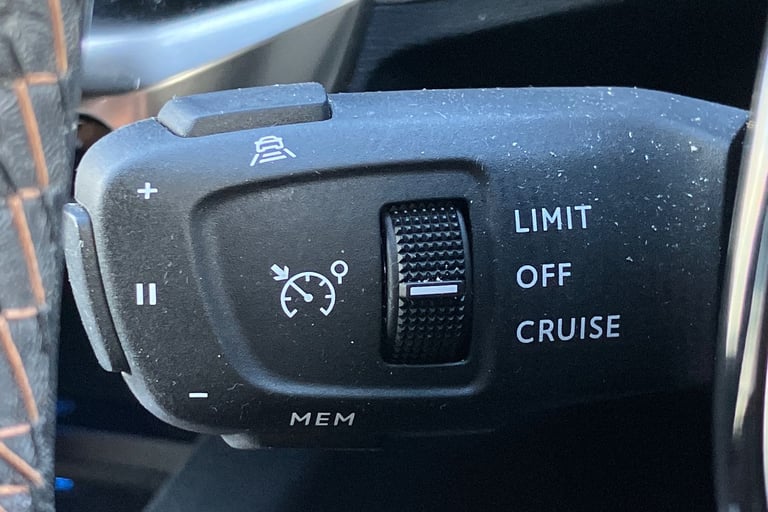 +
LIMIT
OFF
CRUISE
−
MEM